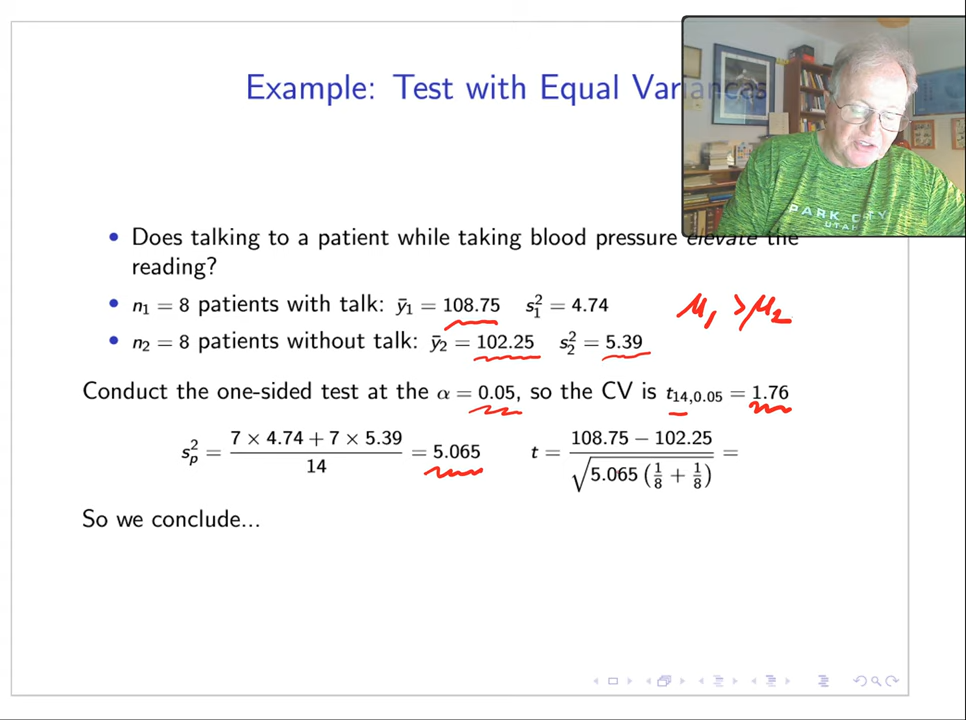 Example: Test with Equal Variances
PARK CITY
UTAH
• Does talking to a patient while taking blood pressure elevate the
reading?
• n₁ = 8 patients with talk: ȳ₁ = 108.75 s₁² = 4.74
μ₁ > μ₂
• n₂ = 8 patients without talk: ȳ₂ = 102.25 s₂² = 5.39
Conduct the one-sided test at the α = 0.05, so the CV is t₁₄,₀.₀₅ = 1.76
s_p² = (7 × 4.74 + 7 × 5.39) / 14 = 5.065 t = (108.75 − 102.25) / √(5.065 (1/8 + 1/8)) =
So we conclude...